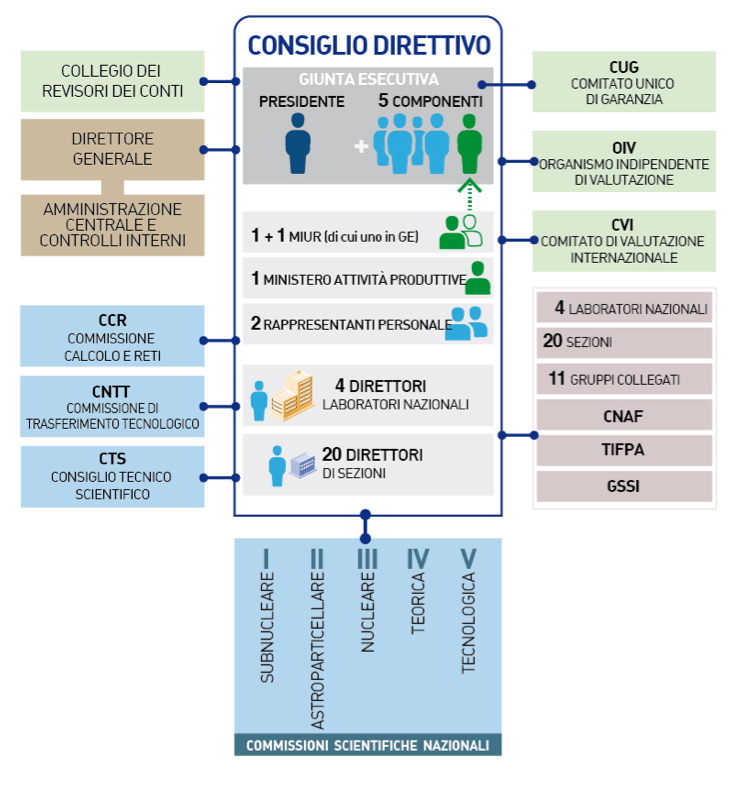 CONSIGLIO DIRETTIVO
GIUNTA ESECUTIVA
PRESIDENTE
5 COMPONENTI
+
1 + 1 MIUR (di cui uno in GE)
1 MINISTERO ATTIVITÀ PRODUTTIVE
2 RAPPRESENTANTI PERSONALE
4 DIRETTORI
LABORATORI NAZIONALI
20 DIRETTORI
DI SEZIONI
COLLEGIO DEI
REVISORI DEI CONTI
DIRETTORE
GENERALE
AMMINISTRAZIONE
CENTRALE E
CONTROLLI INTERNI
CCR
COMMISSIONE
CALCOLO E RETI
CNTT
COMMISSIONE DI
TRASFERIMENTO TECNOLOGICO
CTS
CONSIGLIO TECNICO
SCIENTIFICO
CUG
COMITATO UNICO
DI GARANZIA
OIV
ORGANISMO INDIPENDENTE
DI VALUTAZIONE
CVI
COMITATO DI VALUTAZIONE
INTERNAZIONALE
4 LABORATORI NAZIONALI
20 SEZIONI
11 GRUPPI COLLEGATI
CNAF
TIFPA
GSSI
I
SUBNUCLEARE
II
ASTROPARTICELLARE
III
NUCLEARE
IV
TEORICA
V
TECNOLOGICA
COMMISSIONI SCIENTIFICHE NAZIONALI